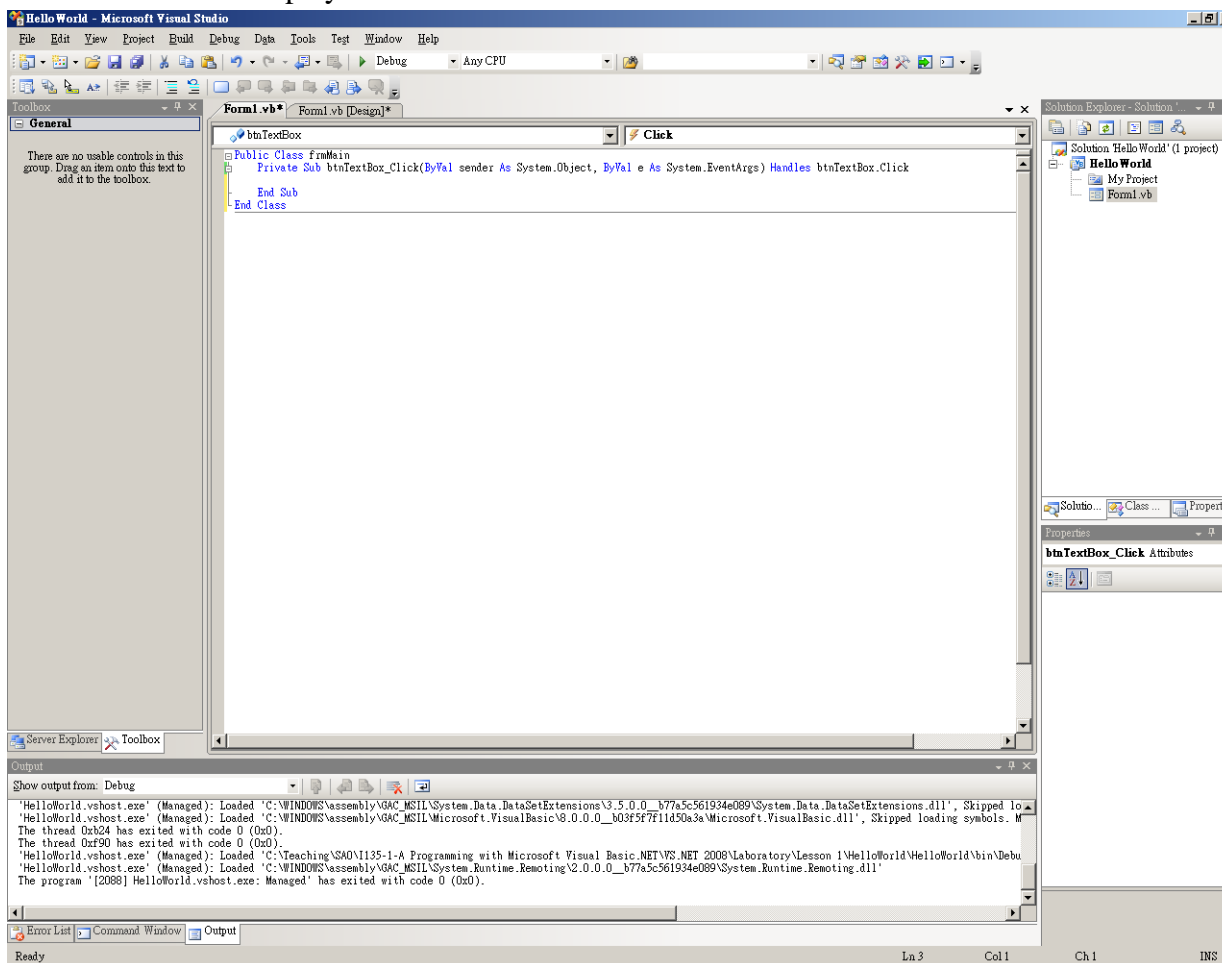 HelloWorld - Microsoft Visual Studio
File Edit View Project Build Debug Data Tools Test Window Help
Debug Any CPU
Toolbox
General
There are no usable controls in this
group. Drag an item onto this text to
add it to the toolbox.
Server Explorer Toolbox
Form1.vb* Form1.vb [Design]*
btnTextBox Click
Public Class frmMain
Private Sub btnTextBox_Click(ByVal sender As System.Object, ByVal e As System.EventArgs) Handles btnTextBox.Click
End Sub
End Class
Solution Explorer - Solution '...
Solution 'HelloWorld' (1 project)
HelloWorld
My Project
Form1.vb
Solutio... Class ... Propert
Properties
btnTextBox_Click Attributes
Output
Show output from: Debug
'HelloWorld.vshost.exe' (Managed): Loaded 'C:\WINDOWS\assembly\GAC_MSIL\System.Data.DataSetExtensions\3.5.0.0__b77a5c561934e089\System.Data.DataSetExtensions.dll', Skipped lo
'HelloWorld.vshost.exe' (Managed): Loaded 'C:\WINDOWS\assembly\GAC_MSIL\Microsoft.VisualBasic\8.0.0.0__b03f5f7f11d50a3a\Microsoft.VisualBasic.dll', Skipped loading symbols. M
The thread 0xb24 has exited with code 0 (0x0).
The thread 0xf90 has exited with code 0 (0x0).
'HelloWorld.vshost.exe' (Managed): Loaded 'C:\Teaching\SAO\I135-1-A Programming with Microsoft Visual Basic.NET\VS.NET 2008\Laboratory\Lesson 1\HelloWorld\HelloWorld\bin\Debu
'HelloWorld.vshost.exe' (Managed): Loaded 'C:\WINDOWS\assembly\GAC_MSIL\System.Runtime.Remoting\2.0.0.0__b77a5c561934e089\System.Runtime.Remoting.dll'
The program '[2088] HelloWorld.vshost.exe: Managed' has exited with code 0 (0x0).
Error List Command Window Output
Ready Ln 3 Col 1 Ch 1 INS